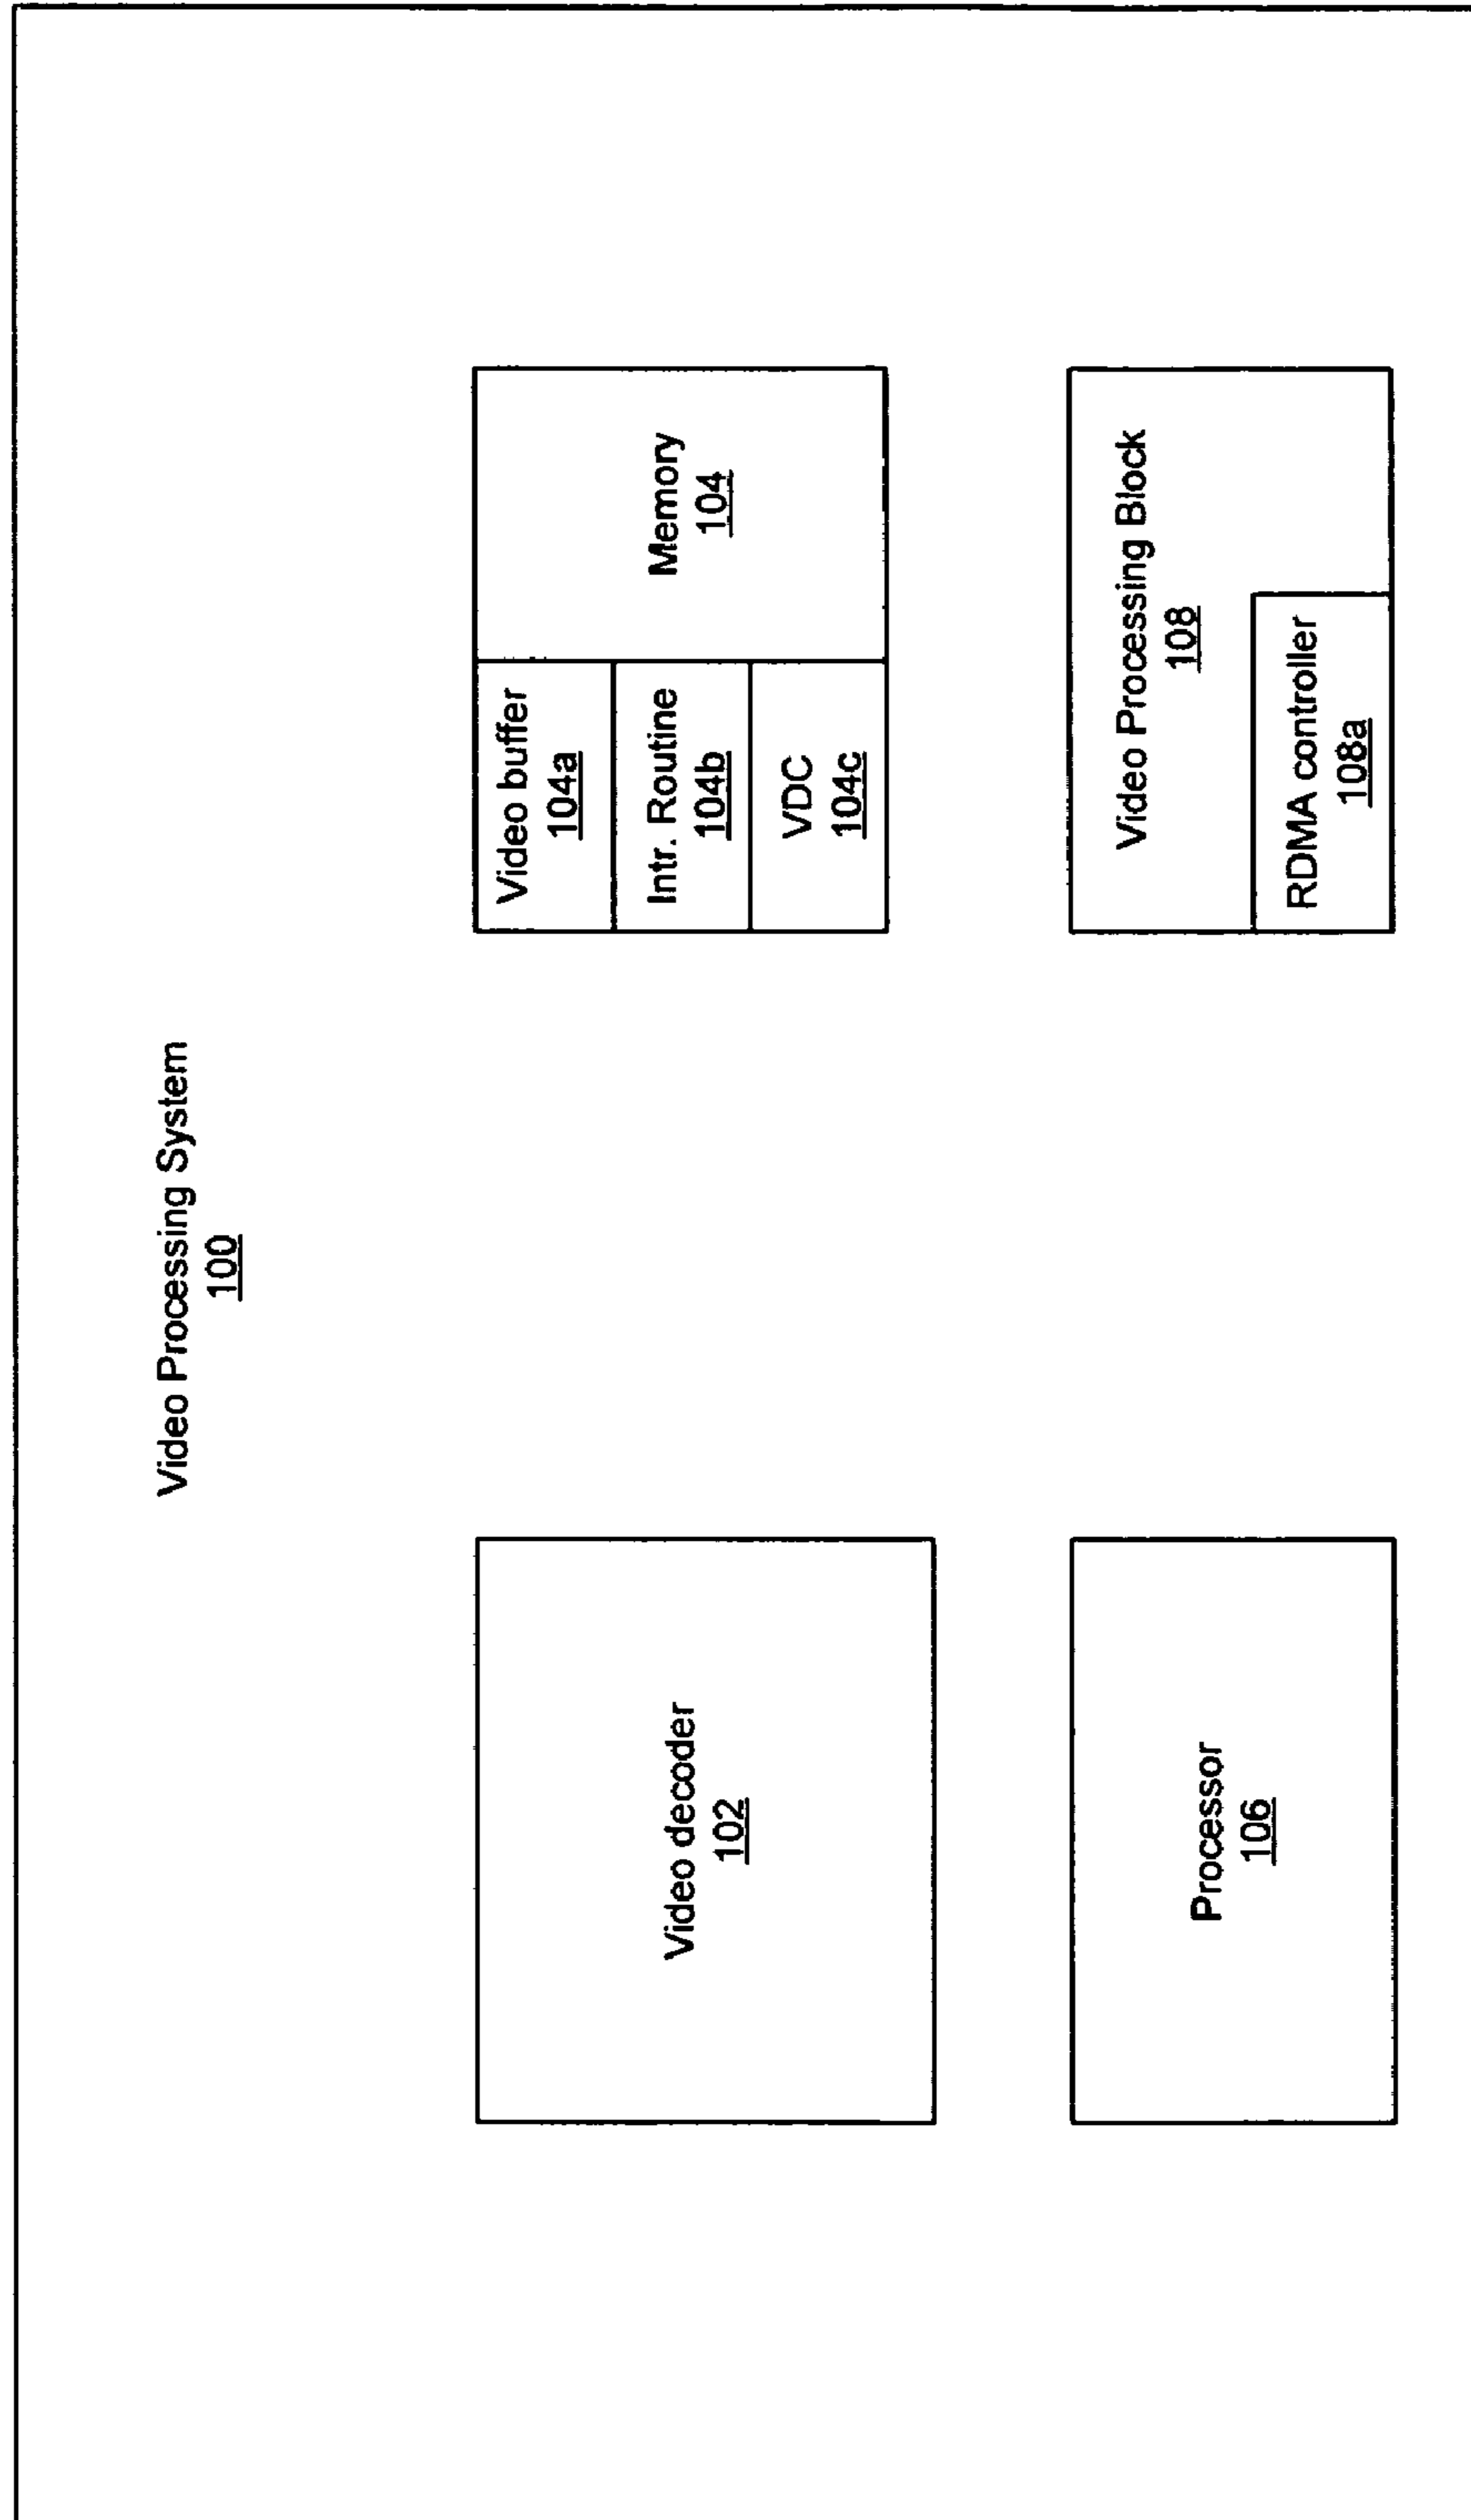 Video Processing System
100
Video decoder
102
Video buffer
104a
Intr. Routine
104b
VDC
104c
Memory
104
Processor
106
Video Processing Block
108
RDMA controller
108a